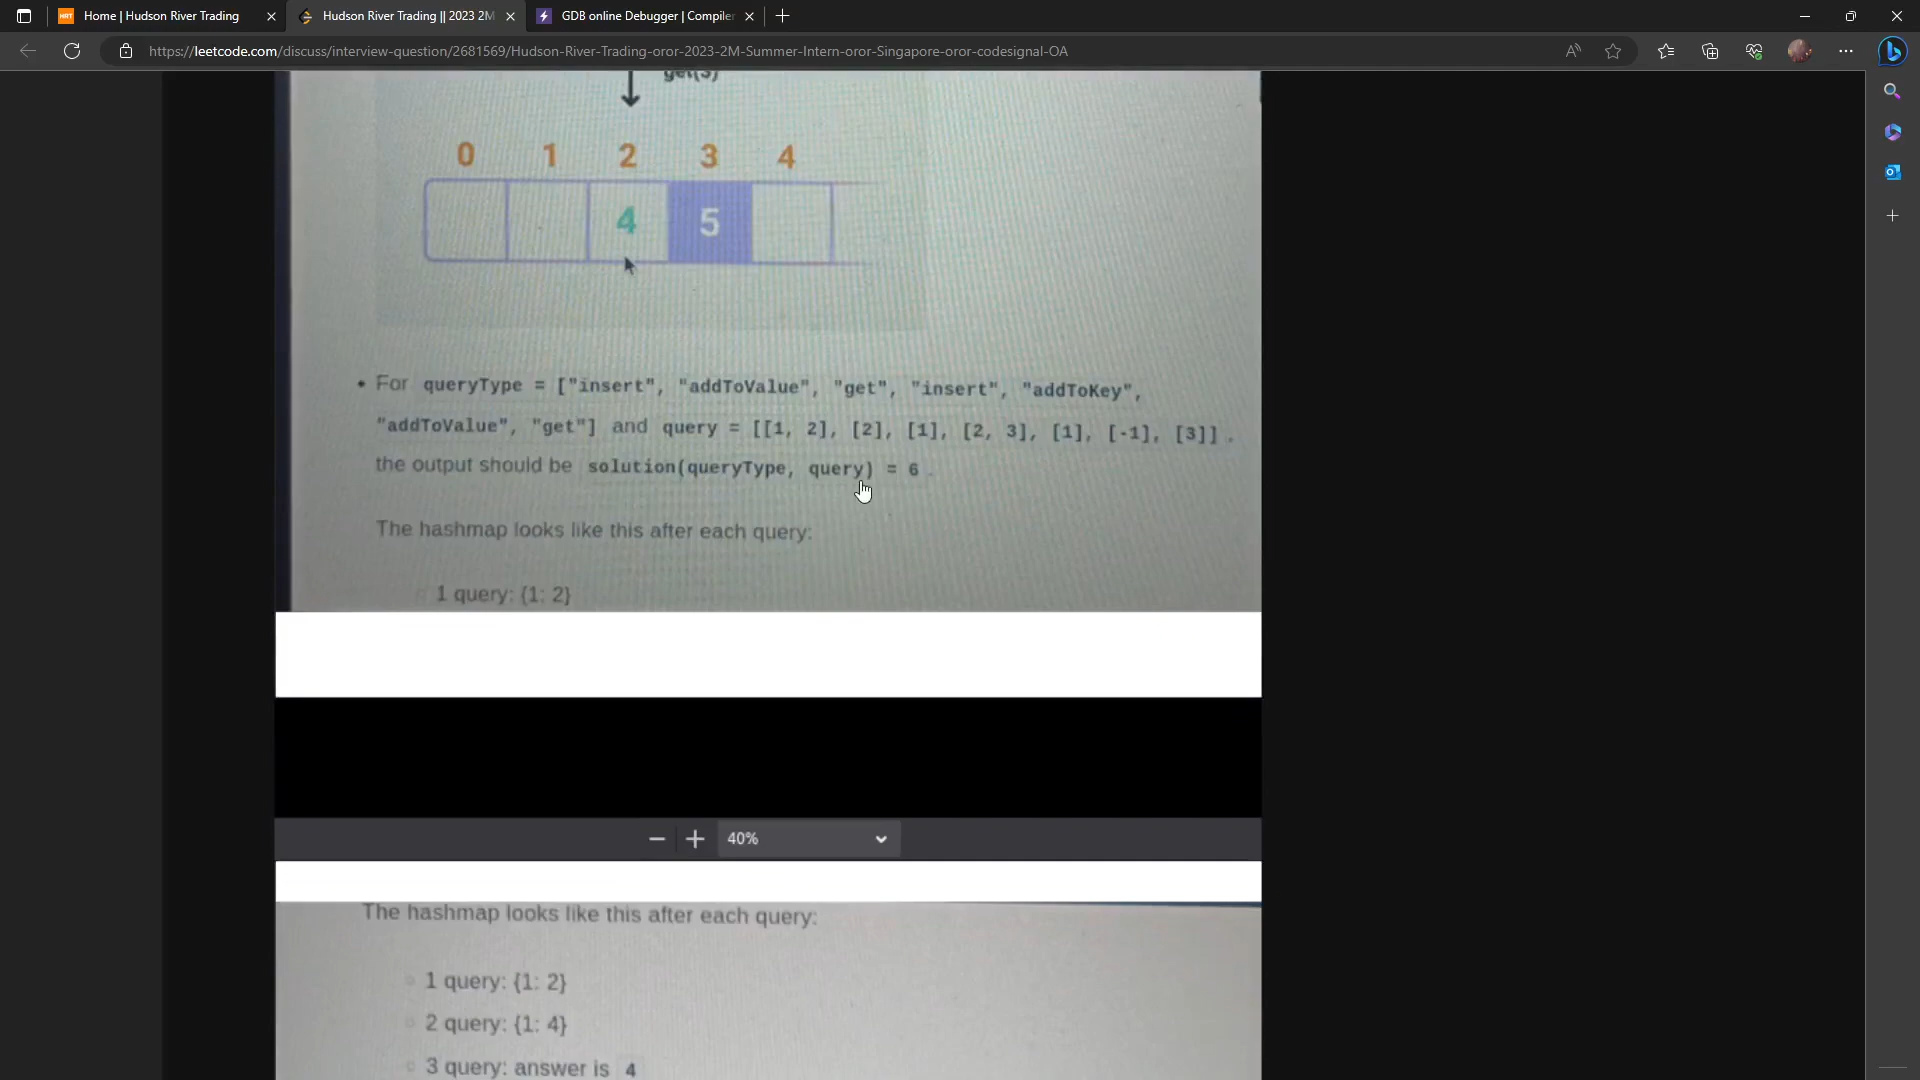 Home | Hudson River Trading
Hudson River Trading || 2023 2M
GDB online Debugger | Compiler
https://leetcode.com/discuss/interview-question/2681569/Hudson-River-Trading-oror-2023-2M-Summer-Intern-oror-Singapore-oror-codesignal-OA
get(3)
0 1 2 3 4
4 5
• For queryType = ["insert", "addToValue", "get", "insert", "addToKey",
"addToValue", "get"] and query = [[1, 2], [2], [1], [2, 3], [1], [-1], [3]] .
the output should be solution(queryType, query) = 6 .
The hashmap looks like this after each query:
1 query: {1: 2}
40%
The hashmap looks like this after each query:
1 query: {1: 2}
2 query: {1: 4}
3 query: answer is 4